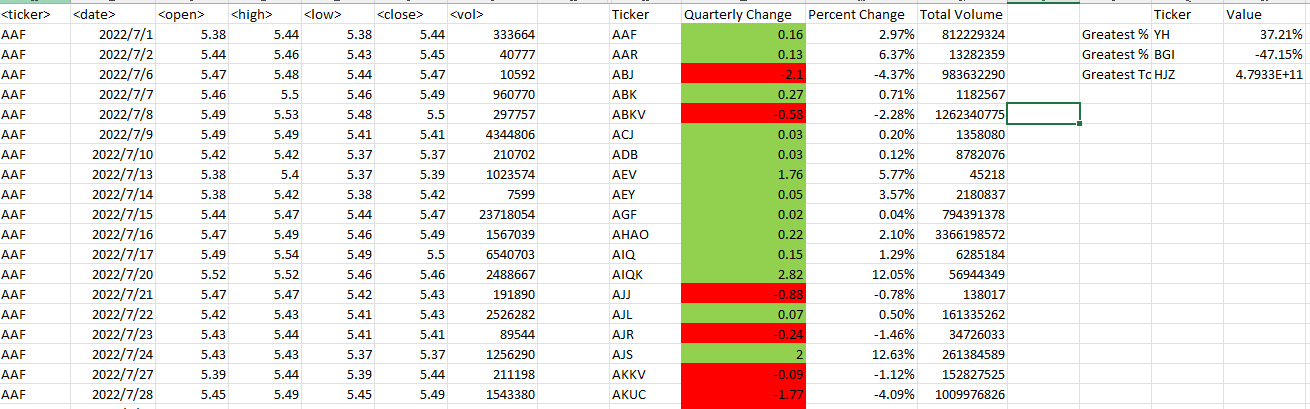 <ticker> <date> <open> <high> <low> <close> <vol> Ticker Quarterly Change Percent Change Total Volume Ticker Value
AAF 2022/7/1 5.38 5.44 5.38 5.44 333664 AAF 0.16 2.97% 812229324 Greatest % YH 37.21%
AAF 2022/7/2 5.44 5.46 5.43 5.45 40777 AAR 0.13 6.37% 13282359 Greatest % BGI -47.15%
AAF 2022/7/6 5.47 5.48 5.44 5.47 10592 ABJ -2.1 -4.37% 983632290 Greatest Tc HJZ 4.7933E+11
AAF 2022/7/7 5.46 5.5 5.46 5.49 960770 ABK 0.27 0.71% 1182567
AAF 2022/7/8 5.49 5.53 5.48 5.5 297757 ABKV -0.58 -2.28% 1262340775
AAF 2022/7/9 5.49 5.49 5.41 5.41 4344806 ACJ 0.03 0.20% 1358080
AAF 2022/7/10 5.42 5.42 5.37 5.37 210702 ADB 0.03 0.12% 8782076
AAF 2022/7/13 5.38 5.4 5.37 5.39 1023574 AEV 1.76 5.77% 45218
AAF 2022/7/14 5.38 5.42 5.38 5.42 7599 AEY 0.05 3.57% 2180837
AAF 2022/7/15 5.44 5.47 5.44 5.47 23718054 AGF 0.02 0.04% 794391378
AAF 2022/7/16 5.47 5.49 5.46 5.49 1567039 AHAO 0.22 2.10% 3366198572
AAF 2022/7/17 5.49 5.54 5.49 5.5 6540703 AIQ 0.15 1.29% 6285184
AAF 2022/7/20 5.52 5.52 5.46 5.46 2488667 AIQK 2.82 12.05% 56944349
AAF 2022/7/21 5.47 5.47 5.42 5.43 191890 AJJ -0.88 -0.78% 138017
AAF 2022/7/22 5.42 5.43 5.41 5.43 2526282 AJL 0.07 0.50% 161335262
AAF 2022/7/23 5.43 5.44 5.41 5.41 89544 AJR -0.24 -1.46% 34726033
AAF 2022/7/24 5.43 5.43 5.37 5.37 1256290 AJS 2 12.63% 261384589
AAF 2022/7/27 5.39 5.44 5.39 5.44 211198 AKKV -0.09 -1.12% 152827525
AAF 2022/7/28 5.45 5.49 5.45 5.49 1543380 AKUC -1.77 -4.09% 1009976826